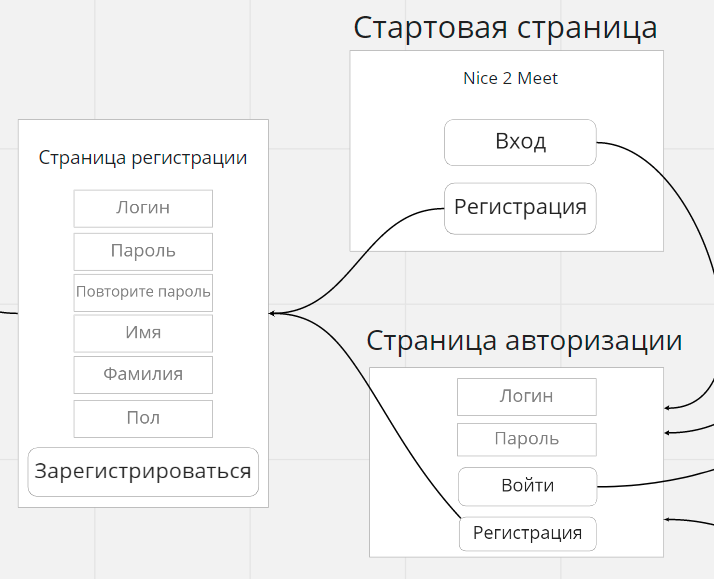 Стартовая страница
Nice 2 Meet
Вход
Регистрация
Страница регистрации
Логин
Пароль
Повторите пароль
Имя
Фамилия
Пол
Зарегистрироваться
Страница авторизации
Логин
Пароль
Войти
Регистрация